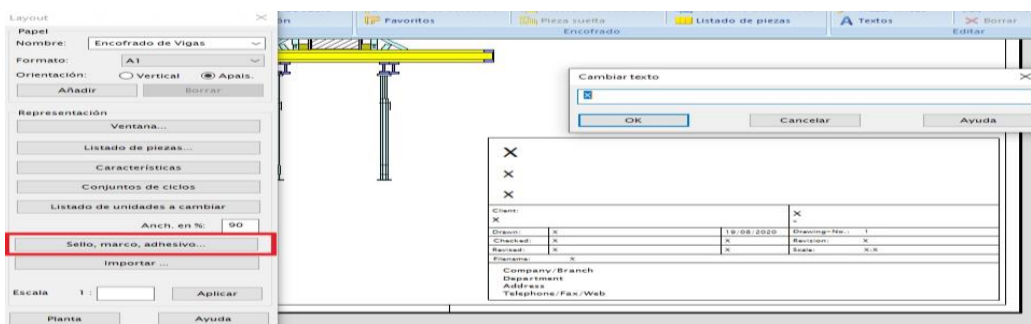 Layout
Papel
Nombre: Encofrado de Vigas
Formato: A1
Orientación: Vertical Apais.
Añadir Borrar
Representación
Ventana...
Listado de piezas...
Características
Conjuntos de ciclos
Listado de unidades a cambiar
Anch. en %: 90
Sello, marco, adhesivo...
Importar ...
Escala 1 : Aplicar
Planta Ayuda
Favoritos Pieza suelta Listado de piezas Textos Borrar
Encofrado Editar
Cambiar texto
X
OK Cancelar Ayuda
X
X
X
Client:
X X
-
Drawn: X 19/08/2020 Drawing-No.: 1
Checked: X X Revision: X
Revised: X X Scale: X:X
Filename: X
Company/Branch
Department
Address
Telephone/Fax/Web